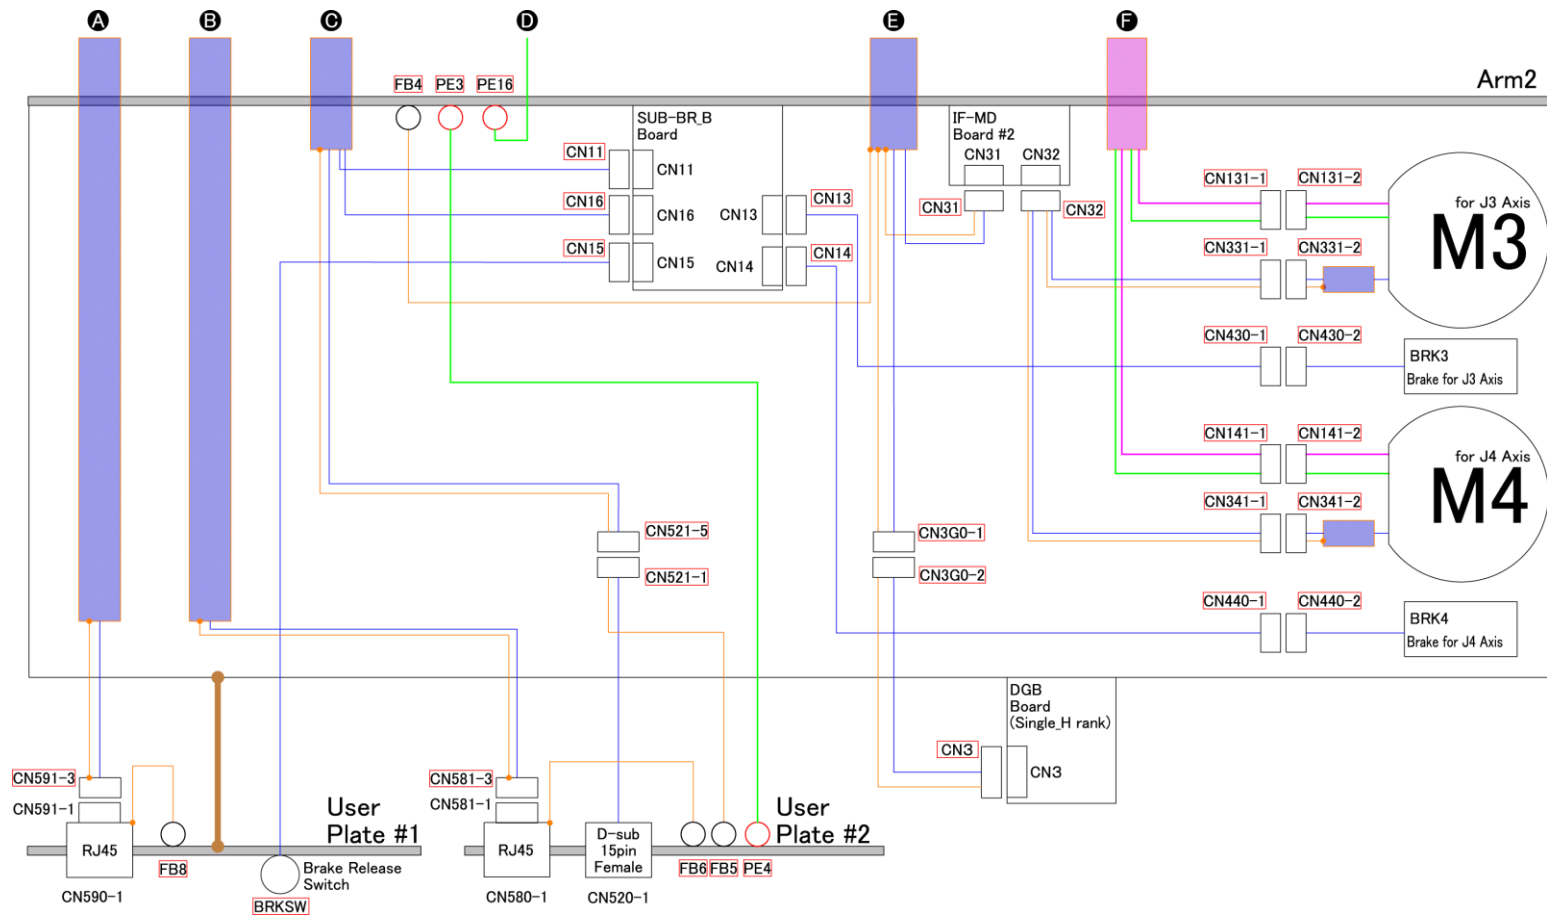 A B C D E F
Arm2
FB4 PE3 PE16
SUB-BR_B
Board
IF-MD
Board #2
CN31 CN32
CN11
CN11
CN16
CN16
CN15
CN15
CN13
CN13
CN14
CN14
CN31
CN32
CN131-1 CN131-2
for J3 Axis
M3
CN331-1 CN331-2
CN430-1 CN430-2
BRK3
Brake for J3 Axis
CN141-1 CN141-2
for J4 Axis
M4
CN341-1 CN341-2
CN521-5
CN521-1
CN3G0-1
CN3G0-2
CN440-1 CN440-2
BRK4
Brake for J4 Axis
DGB
Board
(Single_H rank)
CN3
CN3
CN591-3
CN591-1
RJ45
CN590-1
FB8
User
Plate #1
Brake Release
Switch
BRKSW
CN581-3
CN581-1
RJ45
CN580-1
D-sub
15pin
Female
CN520-1
FB6 FB5 PE4
User
Plate #2